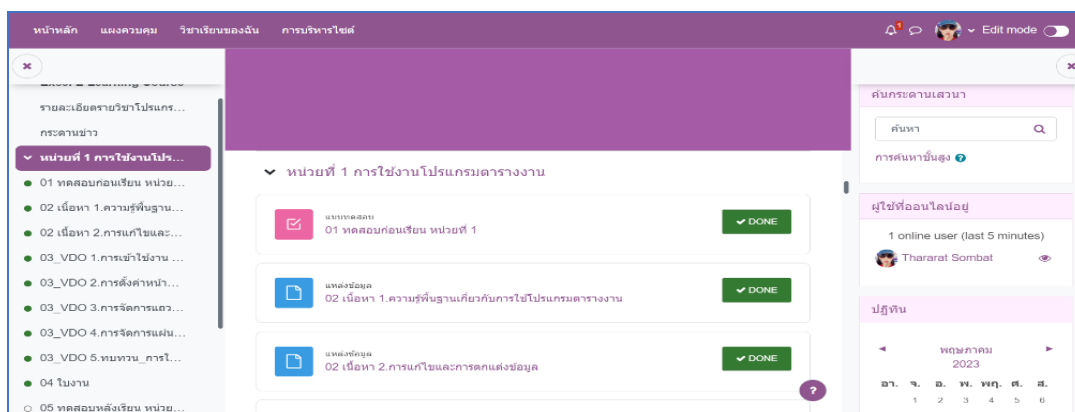 หน้าหลัก แผงควบคุม วิชาเรียนของฉัน การบริหารไซต์
1 Edit mode
รายละเอียดรายวิชาโปรแกร...
กระดานข่าว
หน่วยที่ 1 การใช้งานโปร...
01 ทดสอบก่อนเรียน หน่วย...
02 เนื้อหา 1.ความรู้พื้นฐาน...
02 เนื้อหา 2.การแก้ไขและ...
03_VDO 1.การเข้าใช้งาน ...
03_VDO 2.การตั้งค่าหน้า...
03_VDO 3.การจัดการแถว...
03_VDO 4.การจัดการแผ่น...
03_VDO 5.ทบทวน_การใ...
04 ใบงาน
05 ทดสอบหลังเรียน หน่วย...
หน่วยที่ 1 การใช้งานโปรแกรมตารางงาน
แบบทดสอบ
01 ทดสอบก่อนเรียน หน่วยที่ 1
DONE
แหล่งข้อมูล
02 เนื้อหา 1.ความรู้พื้นฐานเกี่ยวกับการใช้โปรแกรมตารางงาน
DONE
แหล่งข้อมูล
02 เนื้อหา 2.การแก้ไขและการตกแต่งข้อมูล
DONE
?
ค้นกระดานเสวนา
ค้นหา
การค้นหาขั้นสูง ?
ผู้ใช้ที่ออนไลน์อยู่
1 online user (last 5 minutes)
Thararat Sombat
ปฏิทิน
พฤษภาคม
2023
อา. จ. อ. พ. พฤ. ศ. ส.
1 2 3 4 5 6